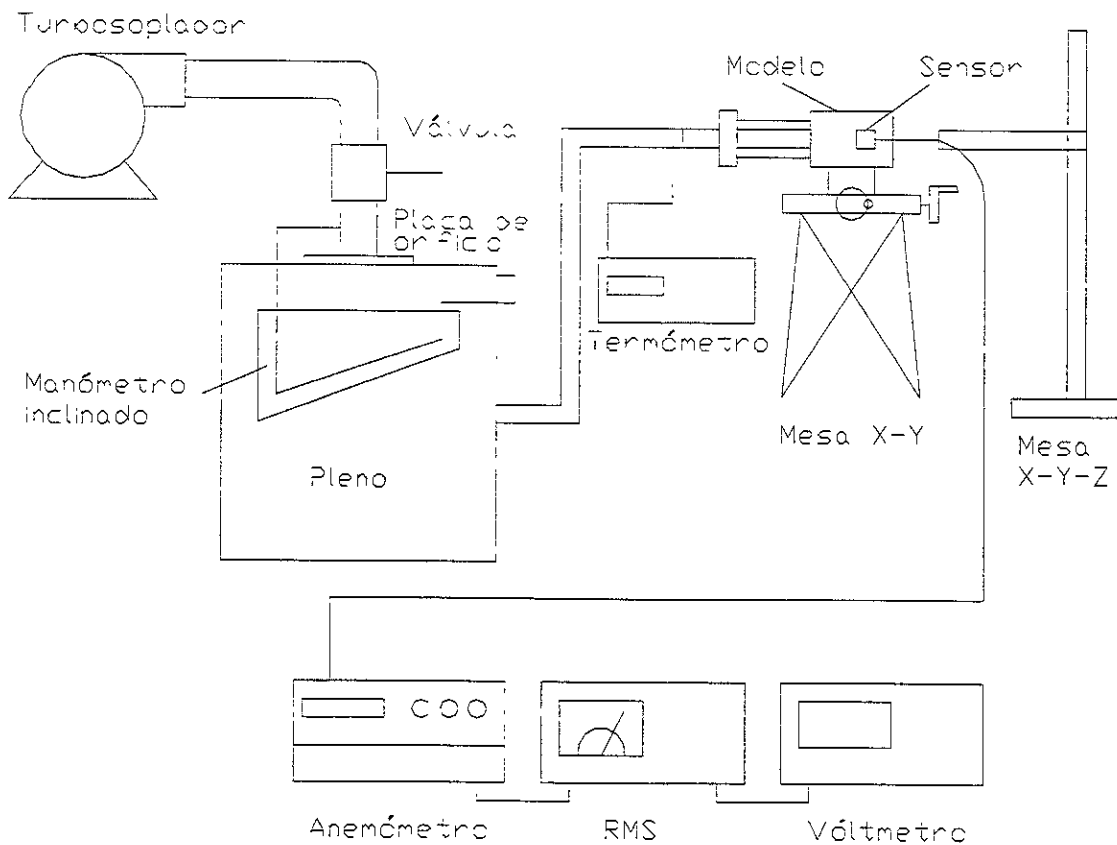 Turbosoplador
Válvula
Placa de
orificio
Modelo
Sensor
Manómetro
inclinado
Termómetro
Pleno
Mesa X-Y
Mesa
X-Y-Z
Anemómetro
RMS
Vóltmetro